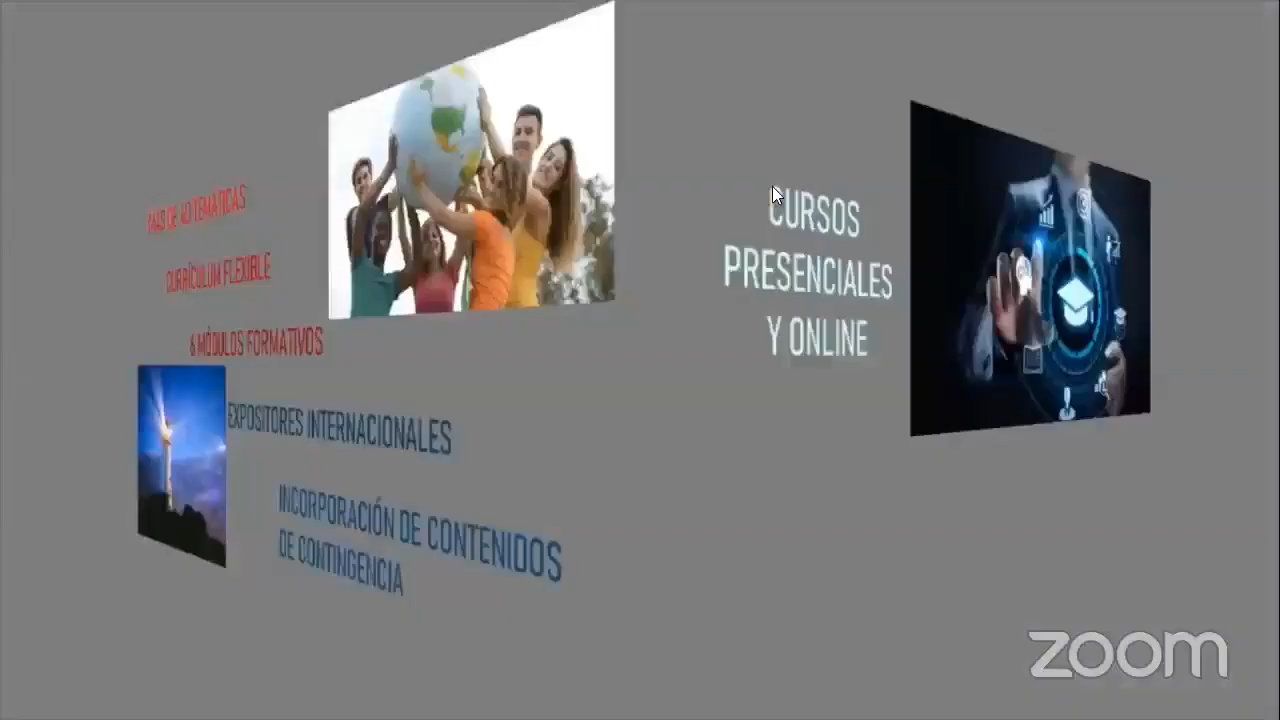 MÁS DE 40 TEMÁTICAS
CURRÍCULUM FLEXIBLE
6 MÓDULOS FORMATIVOS
EXPOSITORES INTERNACIONALES
INCORPORACIÓN DE CONTENIDOS
DE CONTINGENCIA
CURSOS
PRESENCIALES
Y ONLINE
zoom